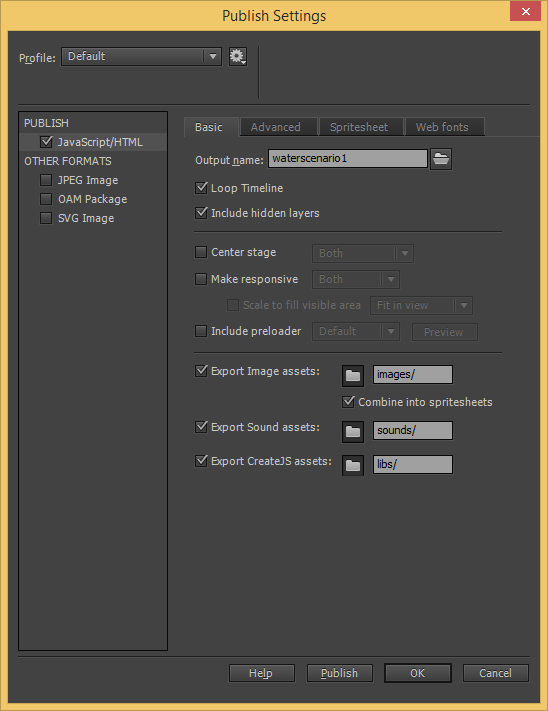 Publish Settings
Profile: Default
PUBLISH
JavaScript/HTML
OTHER FORMATS
JPEG Image
OAM Package
SVG Image
Basic Advanced Spritesheet Web fonts
Output name: waterscenario1
Loop Timeline
Include hidden layers
Center stage Both
Make responsive Both
Scale to fill visible area Fit in view
Include preloader Default Preview
Export Image assets: images/
Combine into spritesheets
Export Sound assets: sounds/
Export CreateJS assets: libs/
Help Publish OK Cancel